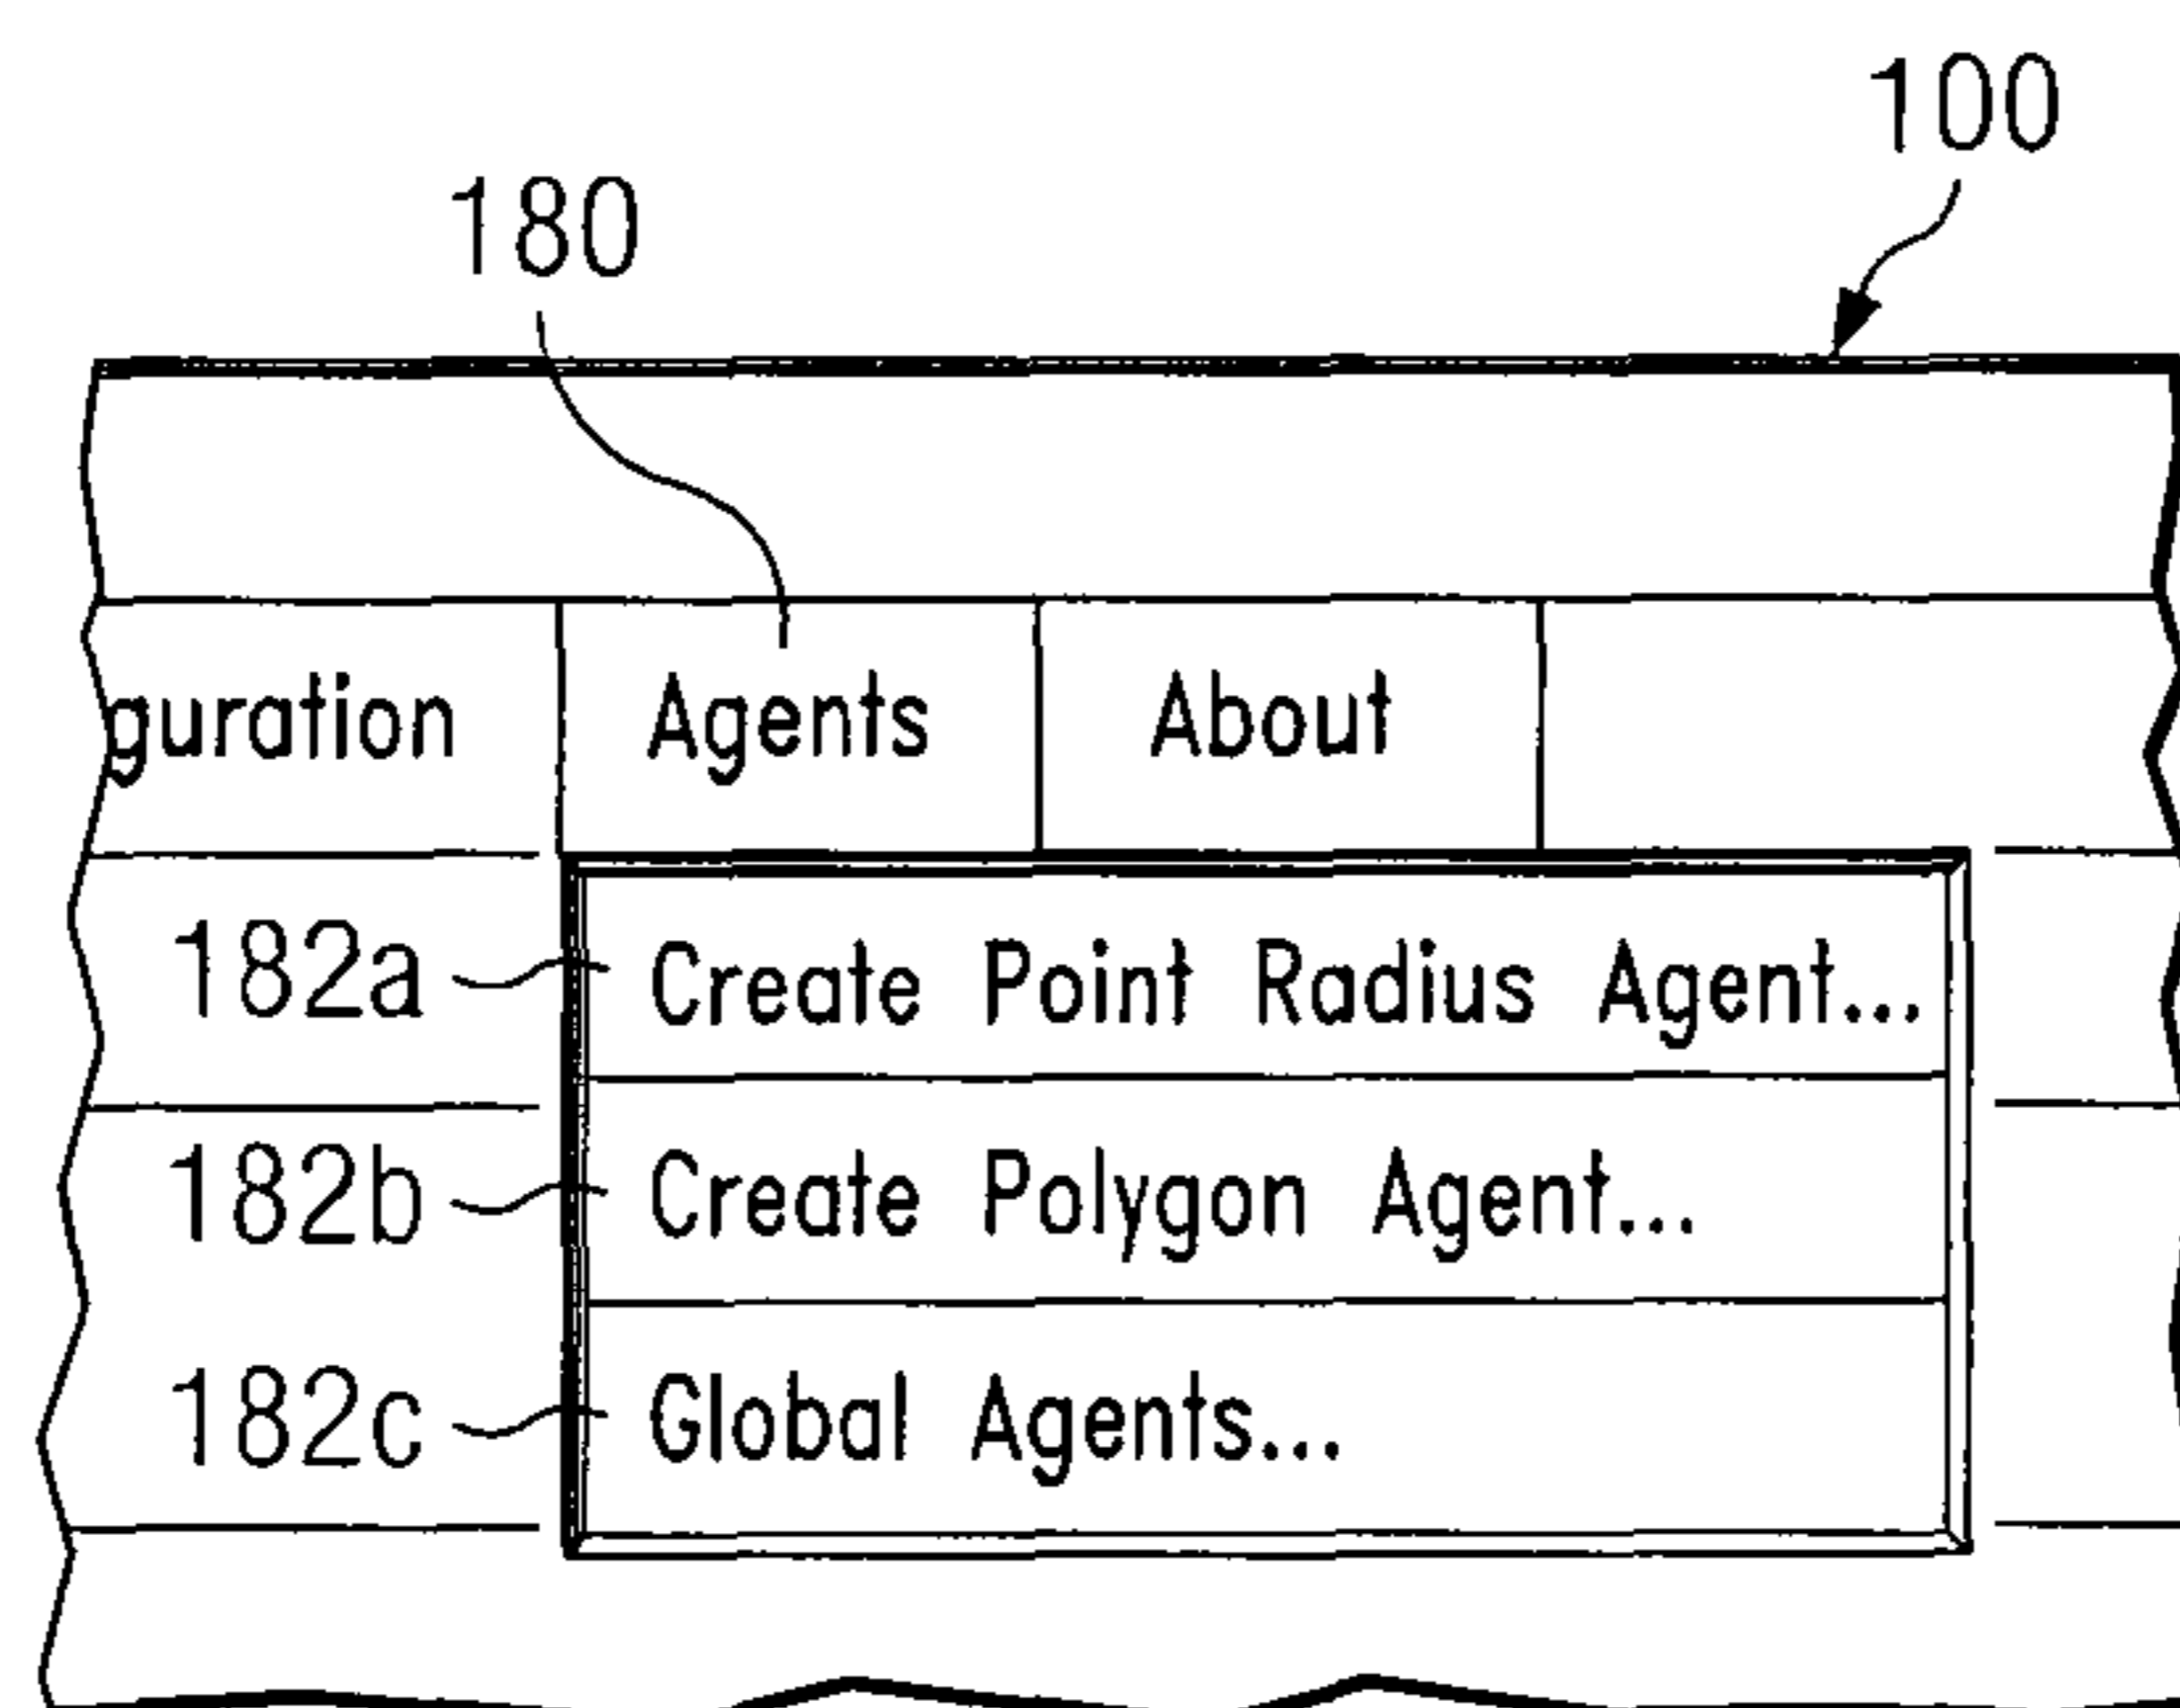 100
180
guration Agents About
182a Create Point Radius Agent...
182b Create Polygon Agent...
182c Global Agents...